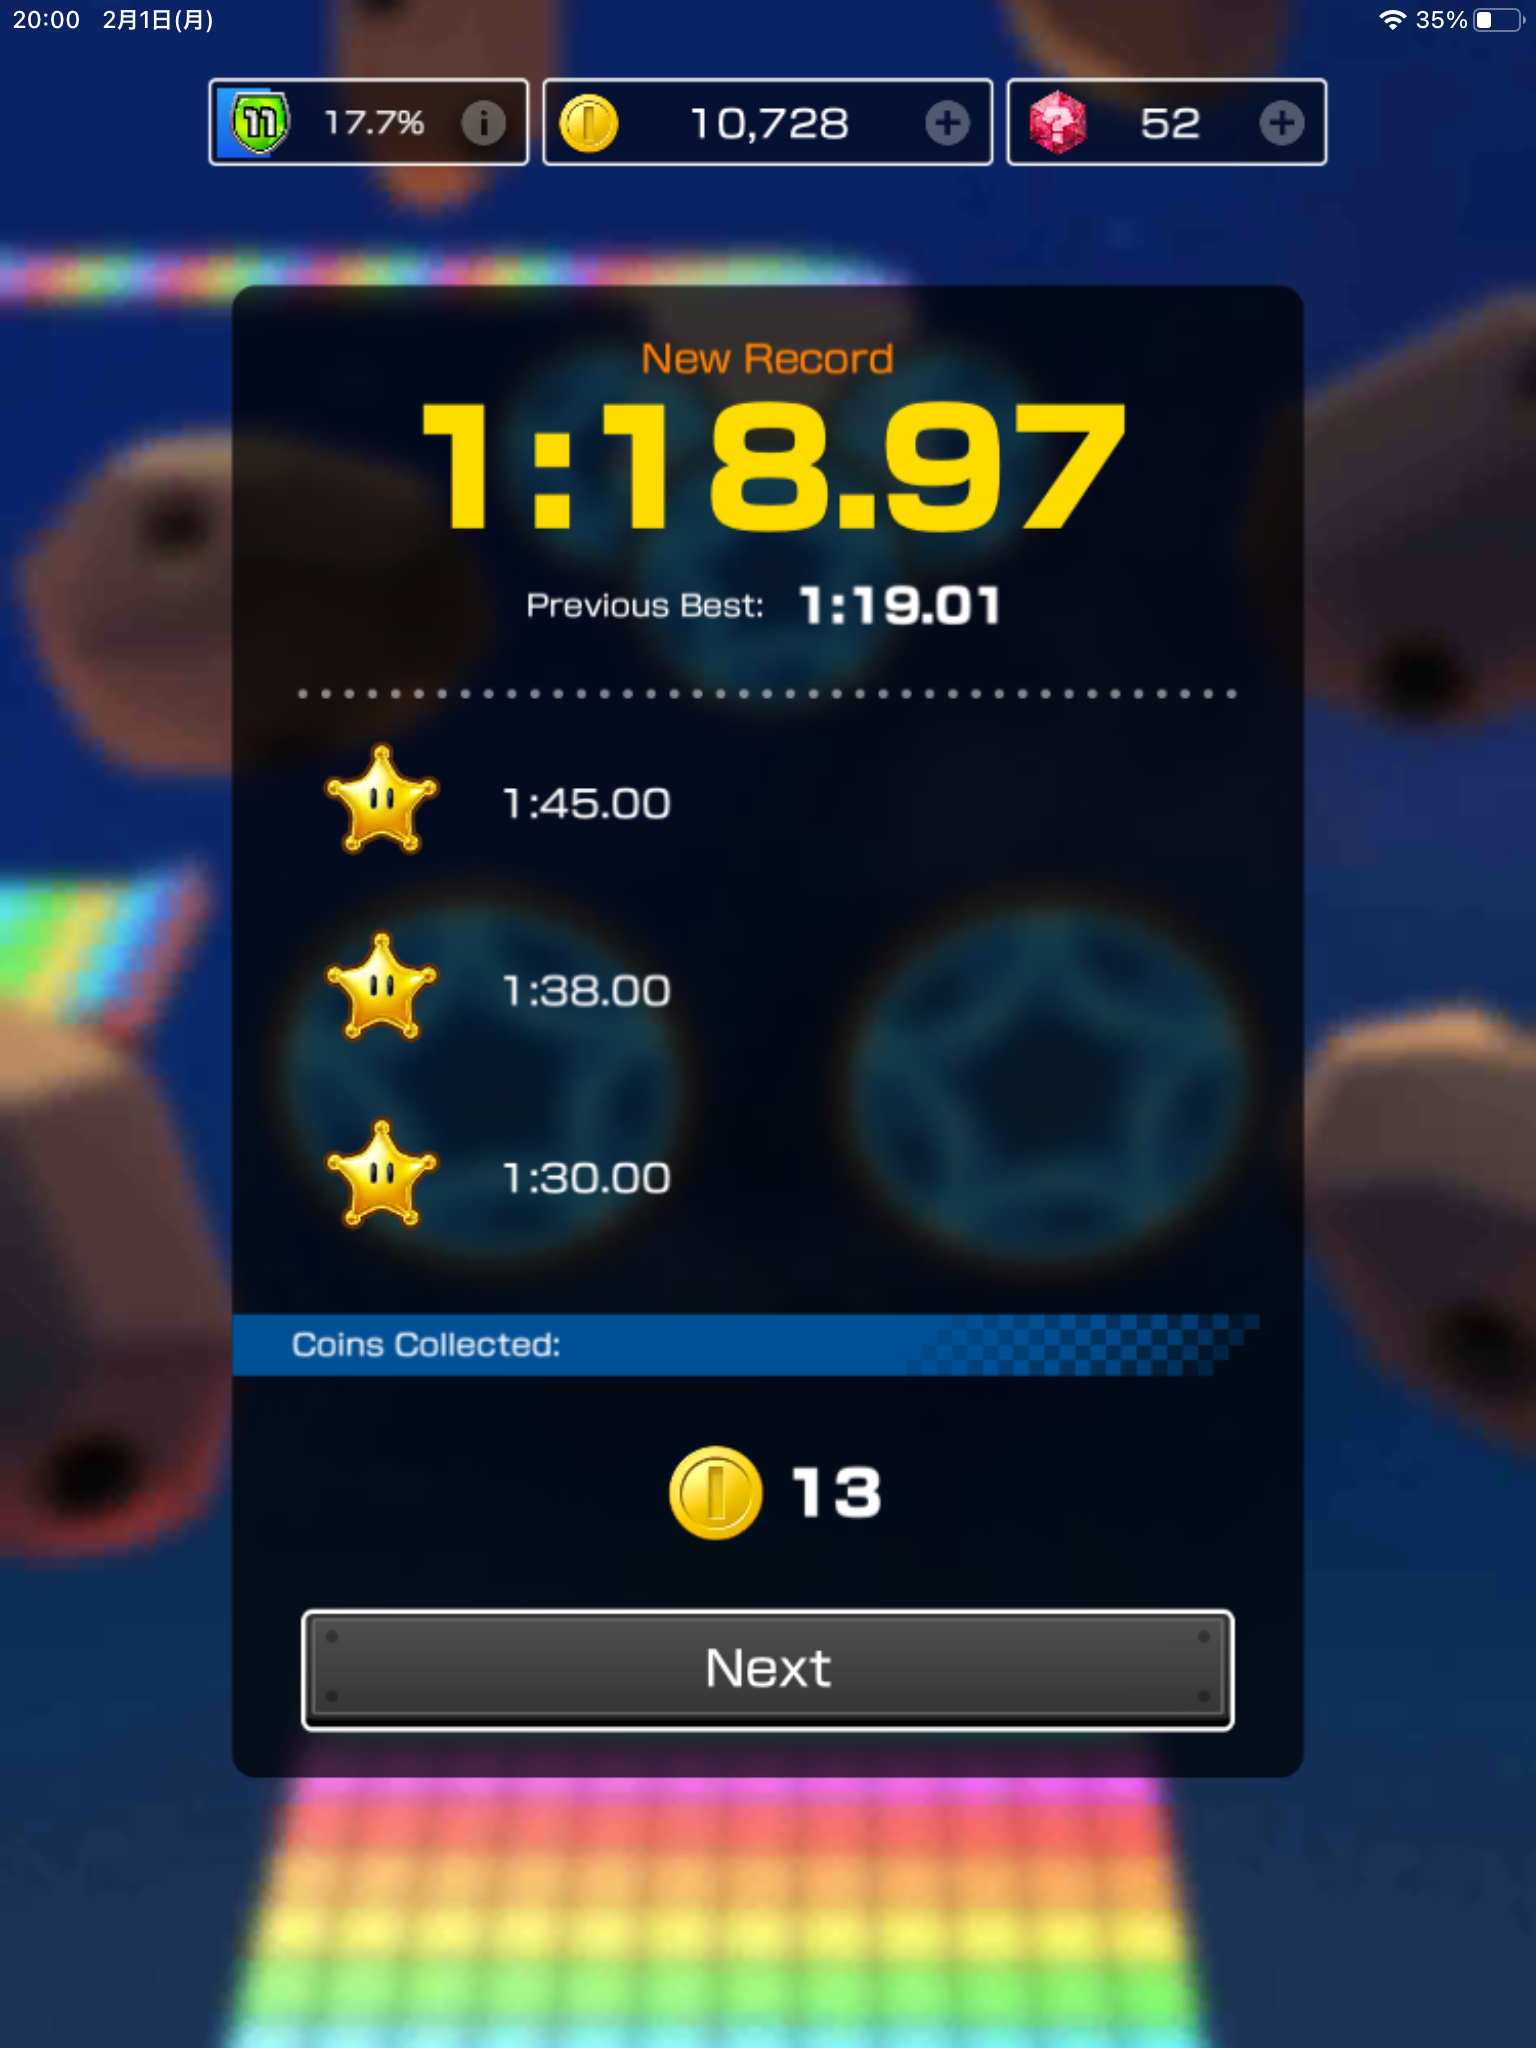 20:00 2月1日(月) 35%
11 17.7% i 10,728 + ? 52 +
New Record
1:18.97
Previous Best: 1:19.01
1:45.00
1:38.00
1:30.00
Coins Collected:
13
Next